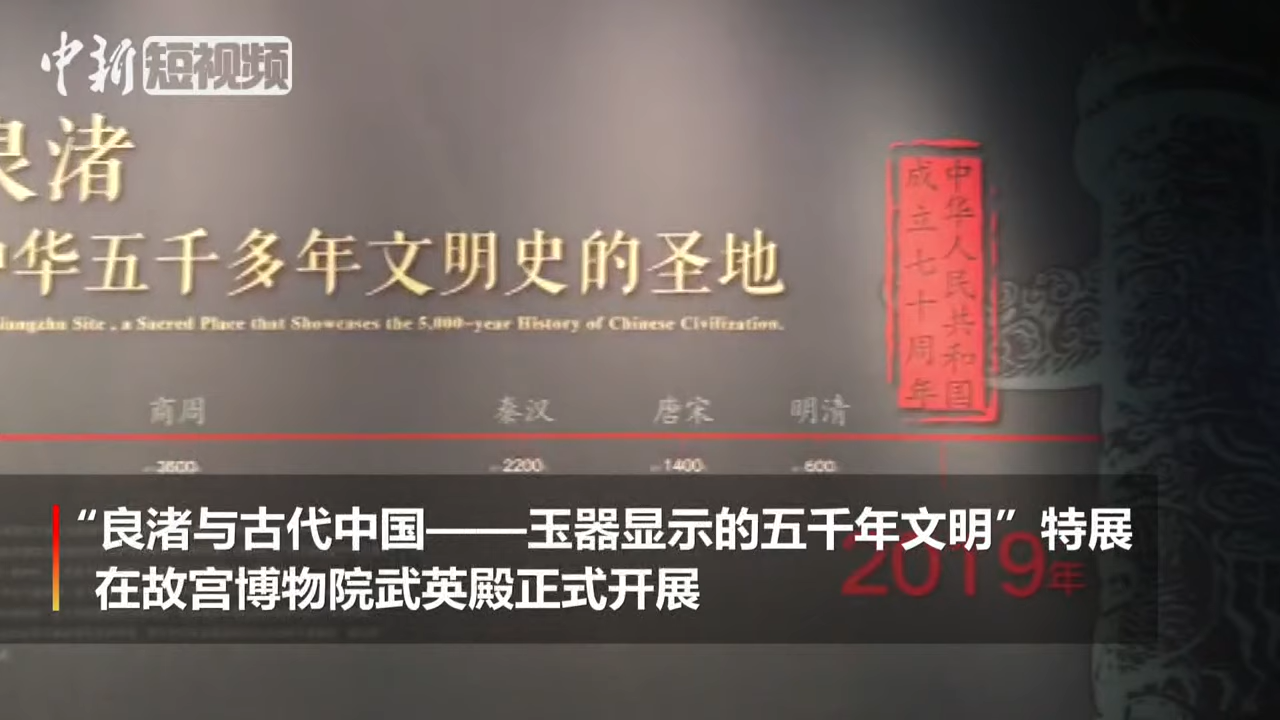 中新 短视频
良渚
中华五千多年文明史的圣地
Liangzhu Site , a Sacred Place that Showcases the 5,000-year History of Chinese Civilization.
中华人民共和国
成立七十周年
商周
秦汉
唐宋
明清
3600
2200
1400
600
“良渚与古代中国——玉器显示的五千年文明”特展
在故宫博物院武英殿正式开展
2019年